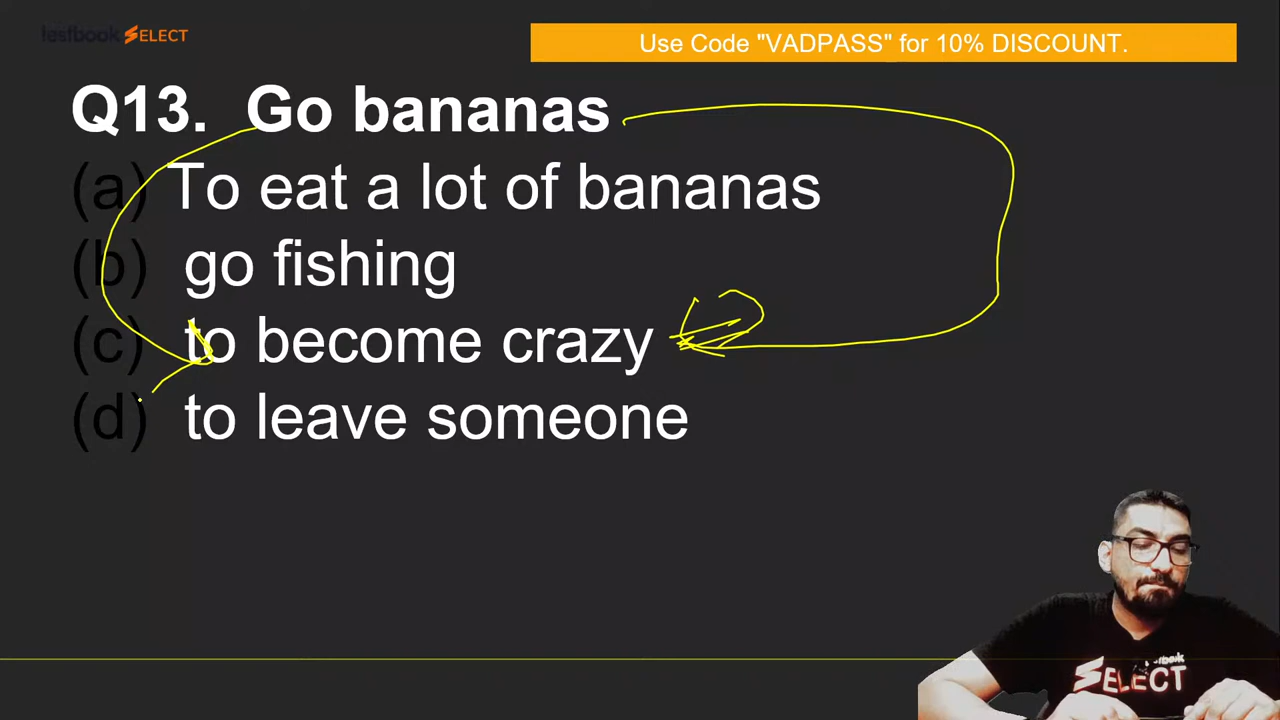 testbook SELECT
Use Code "VADPASS" for 10% DISCOUNT.
Q13. Go bananas
(a) To eat a lot of bananas
(b) go fishing
(c) to become crazy
(d) to leave someone
testbook
SELECT